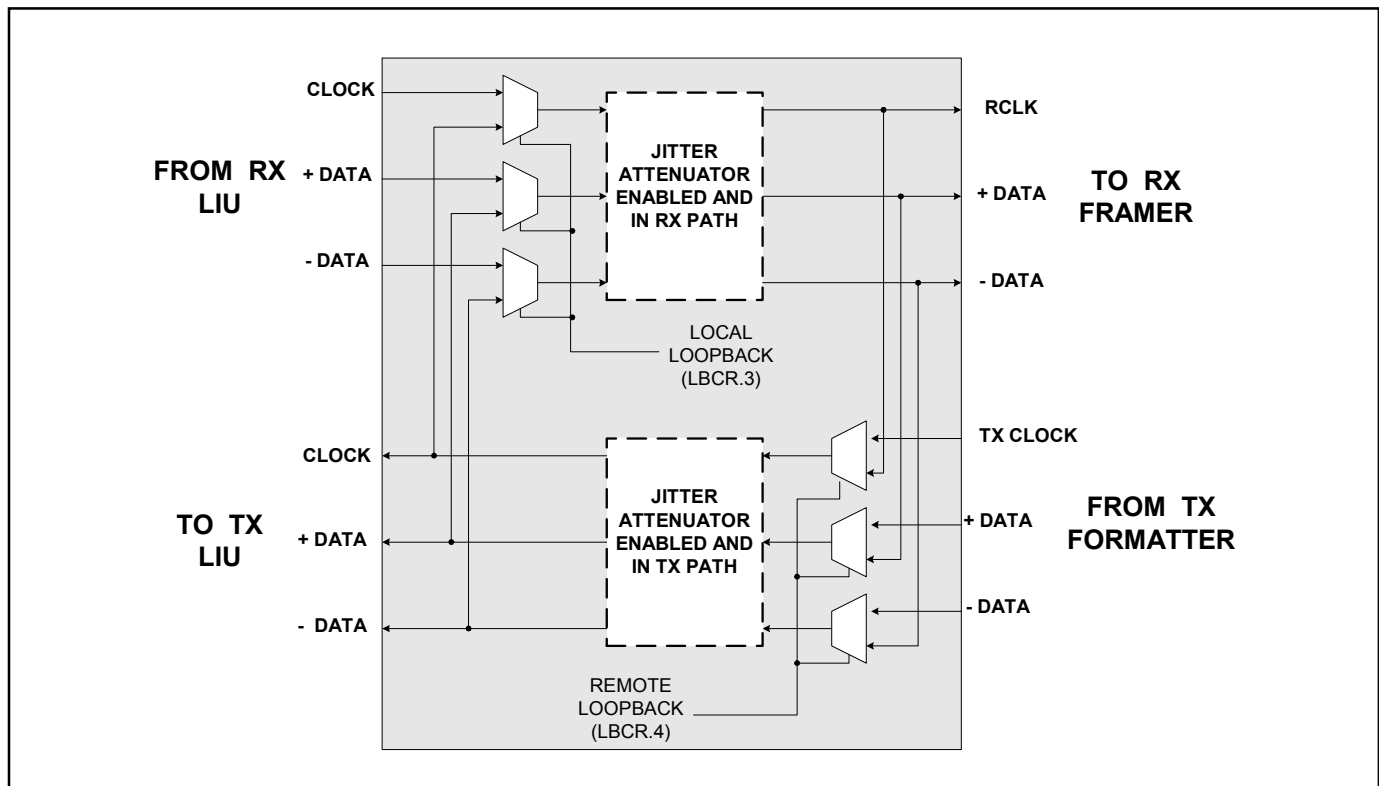 CLOCK
FROM RX
LIU
+ DATA
- DATA
JITTER
ATTENUATOR
ENABLED AND
IN RX PATH
RCLK
+ DATA
- DATA
TO RX
FRAMER
LOCAL
LOOPBACK
(LBCR.3)
CLOCK
TO TX
LIU
+ DATA
- DATA
JITTER
ATTENUATOR
ENABLED AND
IN TX PATH
TX CLOCK
+ DATA
- DATA
FROM TX
FORMATTER
REMOTE
LOOPBACK
(LBCR.4)